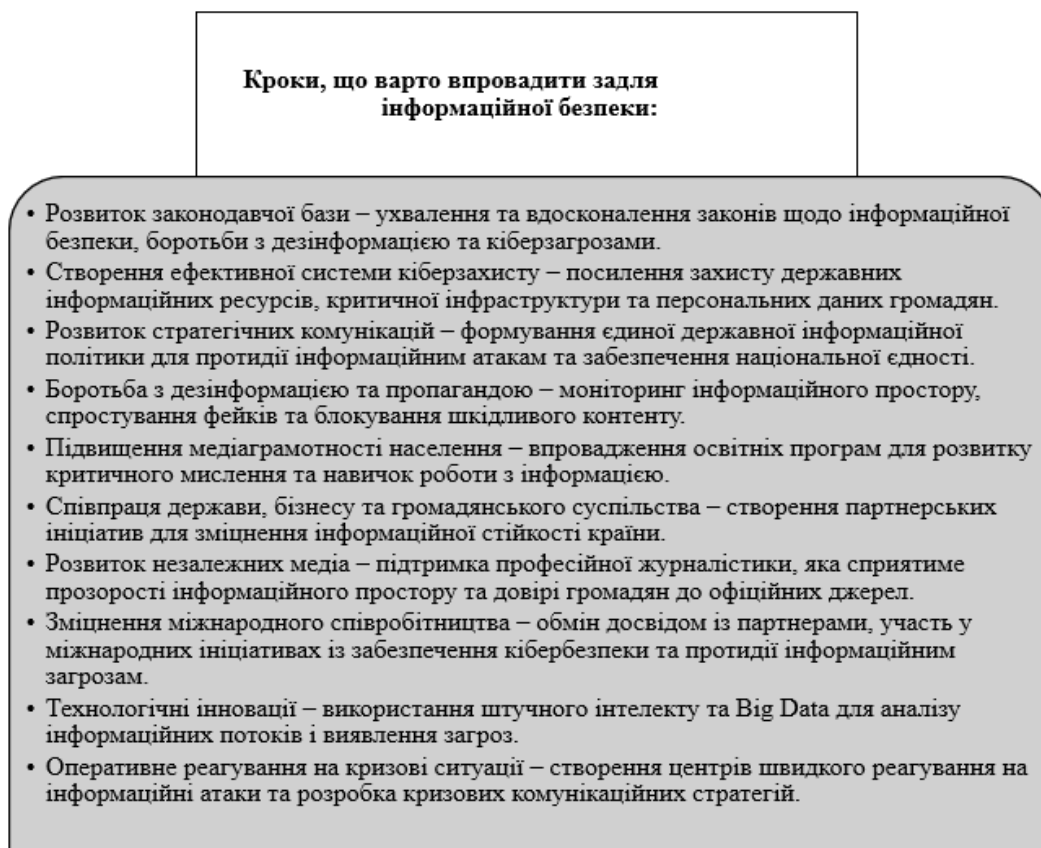 Кроки, що варто впровадити задля
інформаційної безпеки:
• Розвиток законодавчої бази – ухвалення та вдосконалення законів щодо інформаційної
безпеки, боротьби з дезінформацією та кіберзагрозами.
• Створення ефективної системи кіберзахисту – посилення захисту державних
інформаційних ресурсів, критичної інфраструктури та персональних даних громадян.
• Розвиток стратегічних комунікацій – формування єдиної державної інформаційної
політики для протидії інформаційним атакам та забезпечення національної єдності.
• Боротьба з дезінформацією та пропагандою – моніторинг інформаційного простору,
спростування фейків та блокування шкідливого контенту.
• Підвищення медіаграмотності населення – впровадження освітніх програм для розвитку
критичного мислення та навичок роботи з інформацією.
• Співпраця держави, бізнесу та громадянського суспільства – створення партнерських
ініціатив для зміцнення інформаційної стійкості країни.
• Розвиток незалежних медіа – підтримка професійної журналістики, яка сприятиме
прозорості інформаційного простору та довірі громадян до офіційних джерел.
• Зміцнення міжнародного співробітництва – обмін досвідом із партнерами, участь у
міжнародних ініціативах із забезпечення кібербезпеки та протидії інформаційним
загрозам.
• Технологічні інновації – використання штучного інтелекту та Big Data для аналізу
інформаційних потоків і виявлення загроз.
• Оперативне реагування на кризові ситуації – створення центрів швидкого реагування на
інформаційні атаки та розробка кризових комунікаційних стратегій.